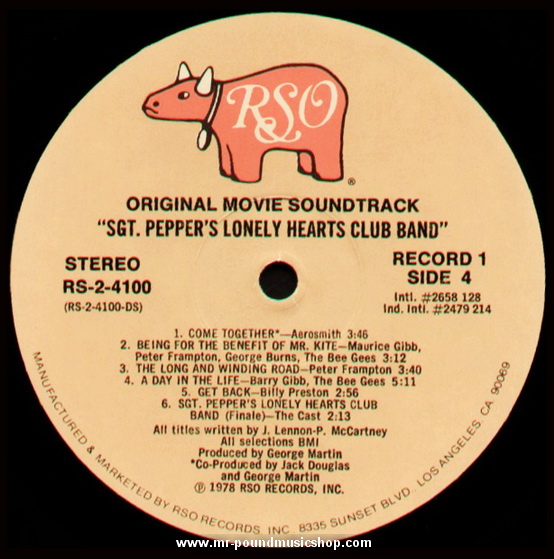 RSO
®
ORIGINAL MOVIE SOUNDTRACK
"SGT. PEPPER'S LONELY HEARTS CLUB BAND"
STEREO
RS-2-4100
(RS-2-4100-DS)
RECORD 1
SIDE 4
Intl. #2658 128
Ind. Intl. #2479 214
1. COME TOGETHER*—Aerosmith 3:46
2. BEING FOR THE BENEFIT OF MR. KITE—Maurice Gibb,
Peter Frampton, George Burns, The Bee Gees 3:12
3. THE LONG AND WINDING ROAD—Peter Frampton 3:40
4. A DAY IN THE LIFE—Barry Gibb, The Bee Gees 5:11
5. GET BACK—Billy Preston 2:56
6. SGT. PEPPER'S LONELY HEARTS CLUB
BAND (Finale)—The Cast 2:13
All titles written by J. Lennon-P. McCartney
All selections BMI
Produced by George Martin
*Co-Produced by Jack Douglas
and George Martin
℗ 1978 RSO RECORDS, INC.
MANUFACTURED & MARKETED BY RSO RECORDS, INC. 8335 SUNSET BLVD. LOS ANGELES, CA. 90069
www.mr-poundmusicshop.com